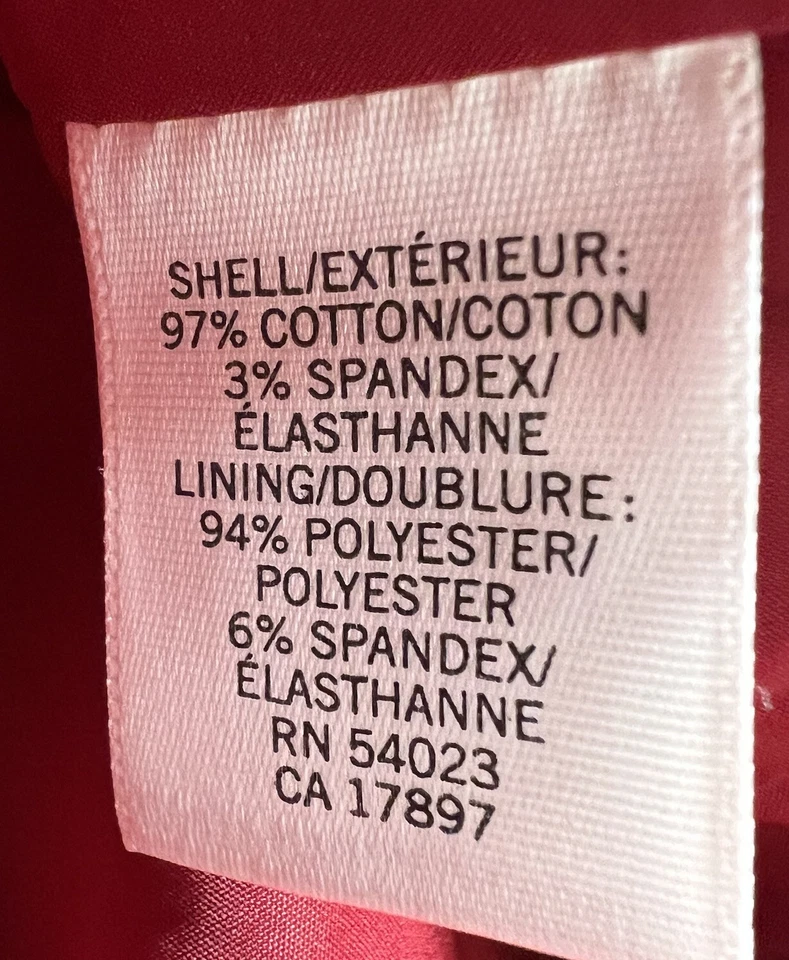 SHELL/EXTÉRIEUR:
97% COTTON/COTON
3% SPANDEX/
ÉLASTHANNE
LINING/DOUBLURE:
94% POLYESTER/
POLYESTER
6% SPANDEX/
ÉLASTHANNE
RN 54023
CA 17897